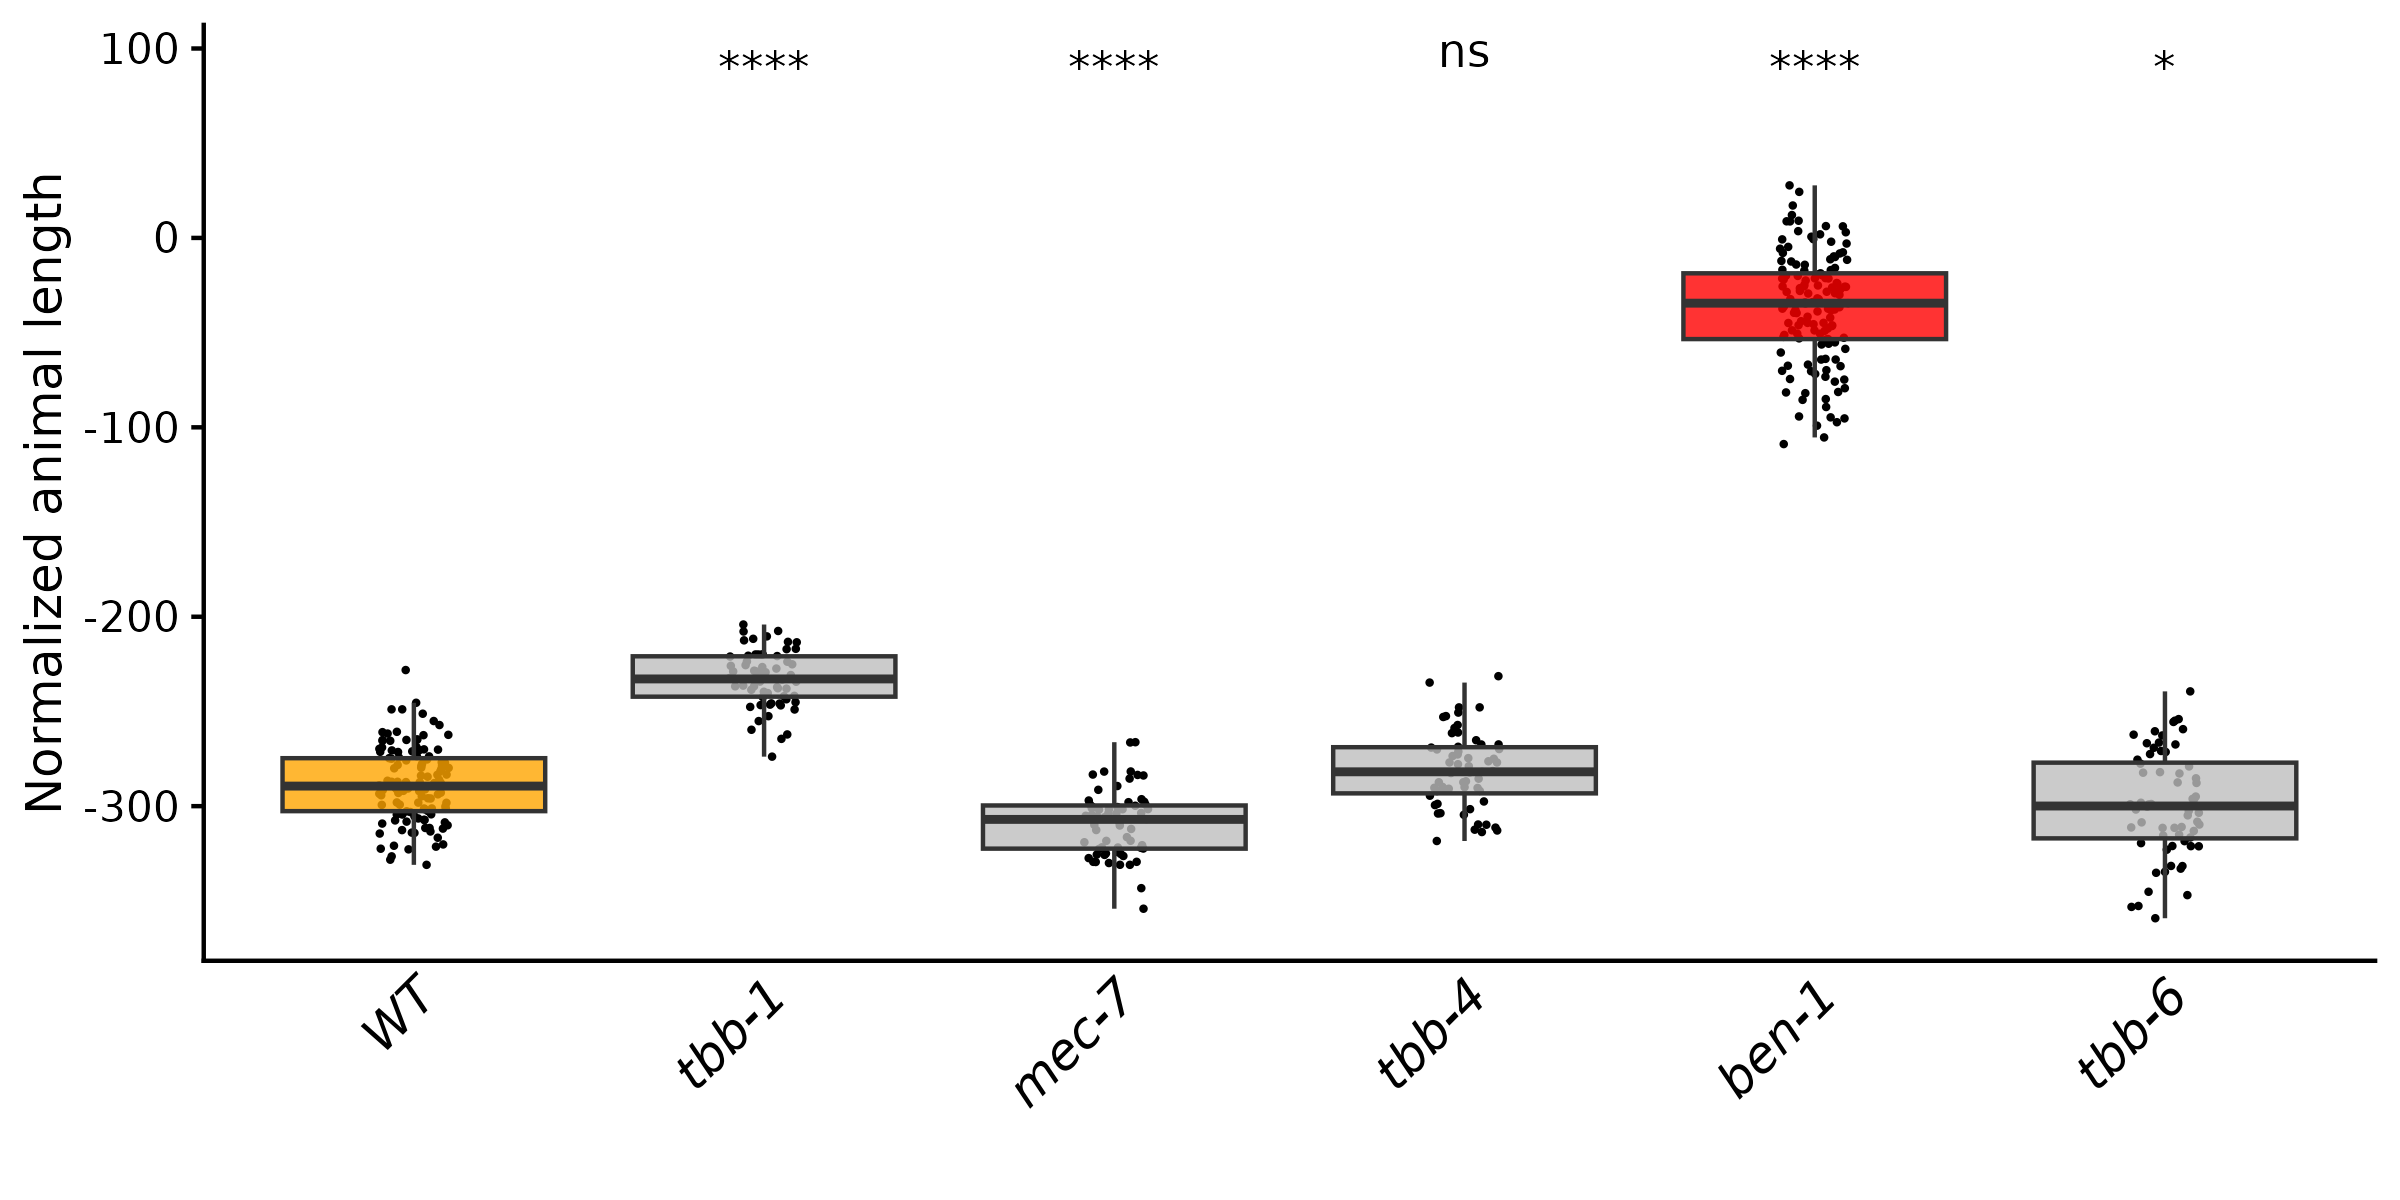 Normalized animal length
100
0
-100
-200
-300
****
****
ns
****
*
WT
tbb-1
mec-7
tbb-4
ben-1
tbb-6